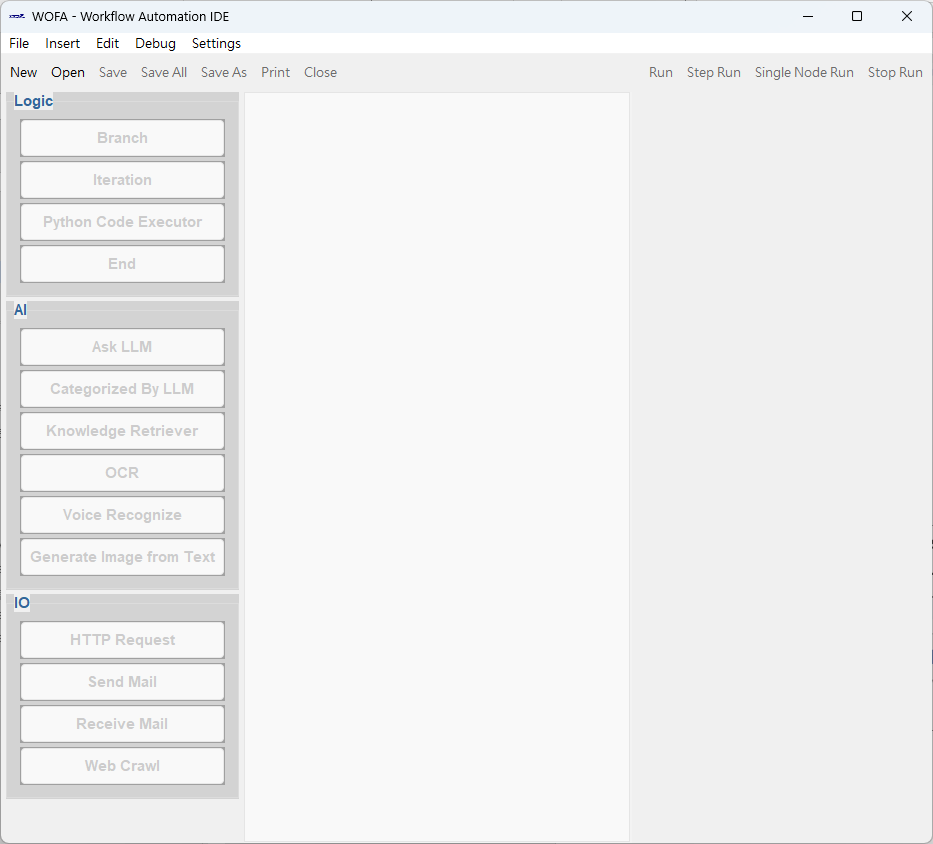 WOFA - Workflow Automation IDE
File Insert Edit Debug Settings
New Open Save Save All Save As Print Close Run Step Run Single Node Run Stop Run
Logic
Branch
Iteration
Python Code Executor
End
AI
Ask LLM
Categorized By LLM
Knowledge Retriever
OCR
Voice Recognize
Generate Image from Text
IO
HTTP Request
Send Mail
Receive Mail
Web Crawl